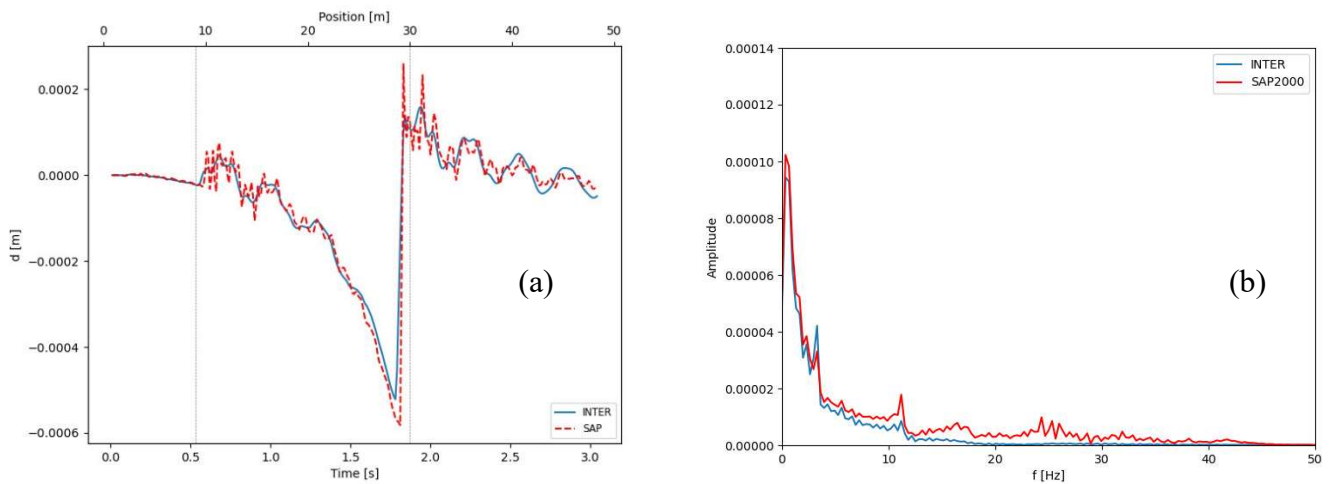 Position [m]
0 10 20 30 40 50
0.0002
0.0000
−0.0002
−0.0004
−0.0006
d [m]
(a)
INTER
SAP
0.0 0.5 1.0 1.5 2.0 2.5 3.0
Time [s]
0.00014
0.00012
0.00010
0.00008
0.00006
0.00004
0.00002
0.00000
Amplitude
INTER
SAP2000
(b)
0 10 20 30 40 50
f [Hz]